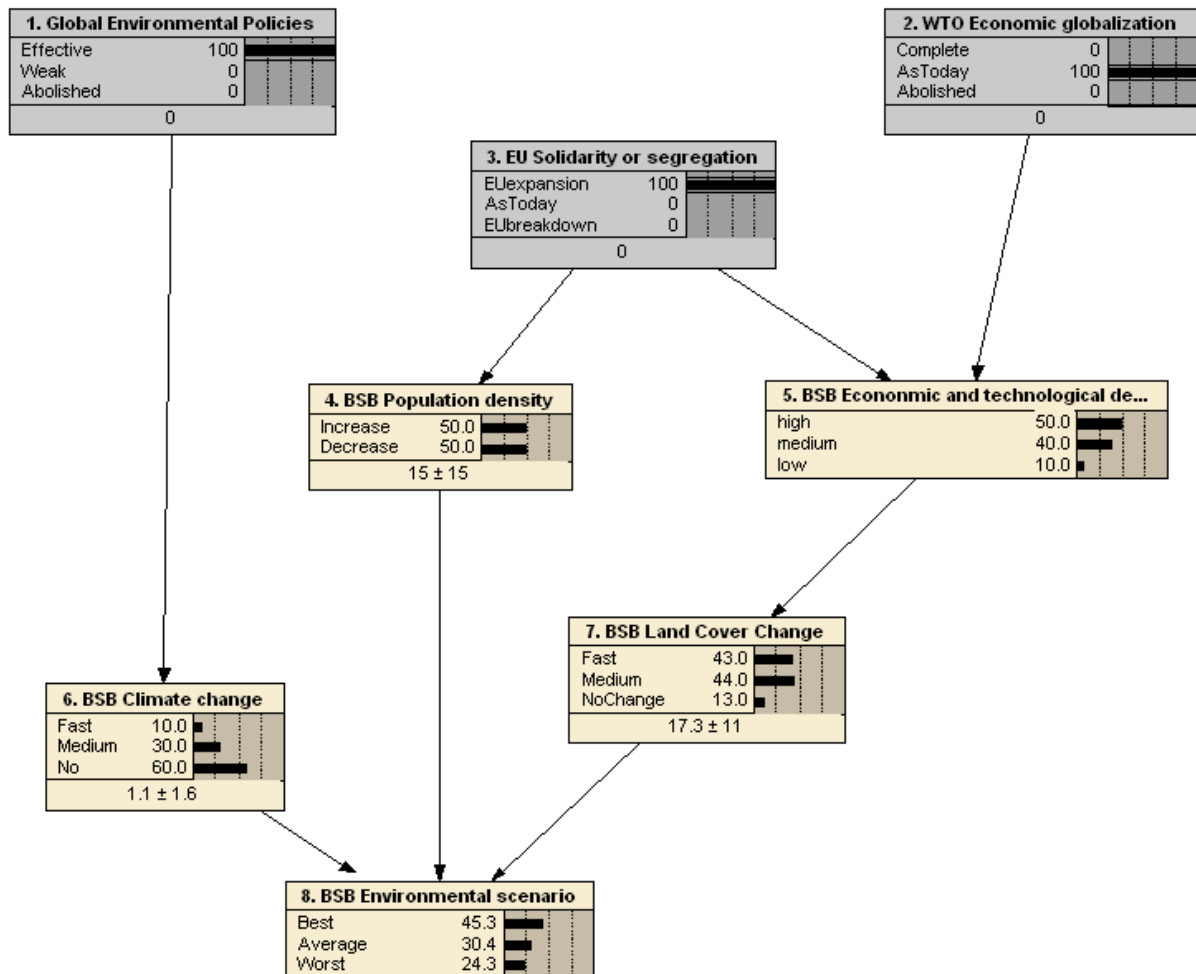 1. Global Environmental Policies
Effective 100
Weak 0
Abolished 0
0
2. WTO Economic globalization
Complete 0
AsToday 100
Abolished 0
0
3. EU Solidarity or segregation
EUexpansion 100
AsToday 0
EUbreakdown 0
0
4. BSB Population density
Increase 50.0
Decrease 50.0
15 ± 15
5. BSB Econonmic and technological de...
high 50.0
medium 40.0
low 10.0
7. BSB Land Cover Change
Fast 43.0
Medium 44.0
NoChange 13.0
17.3 ± 11
6. BSB Climate change
Fast 10.0
Medium 30.0
No 60.0
1.1 ± 1.6
8. BSB Environmental scenario
Best 45.3
Average 30.4
Worst 24.3